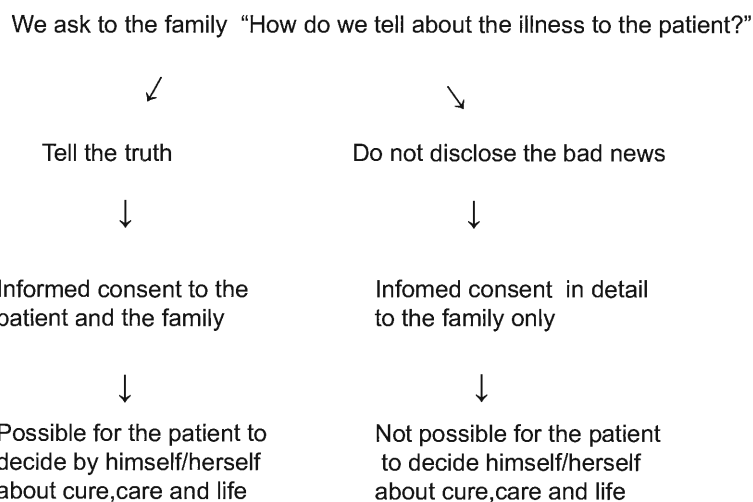 We ask to the family “How do we tell about the illness to the patient?”
Tell the truth
Do not disclose the bad news
Informed consent to the
patient and the family
Infomed consent in detail
to the family only
Possible for the patient to
decide by himself/herself
about cure,care and life
Not possible for the patient
to decide himself/herself
about cure,care and life